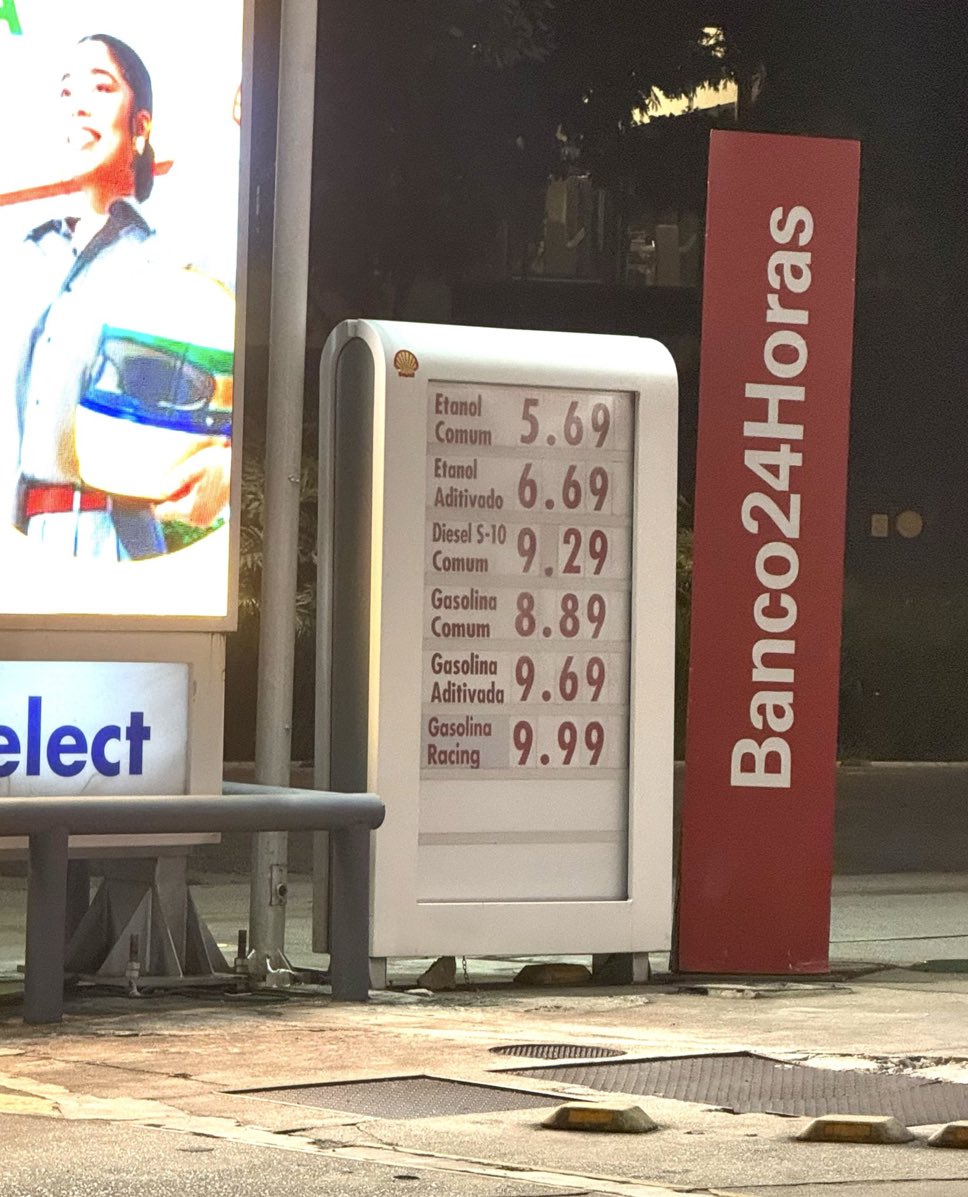 A
elect
Etanol
Comum 5.69
Etanol
Aditivado 6.69
Diesel S-10
Comum 9.29
Gasolina
Comum 8.89
Gasolina
Aditivada 9.69
Gasolina
Racing 9.99
Banco24Horas